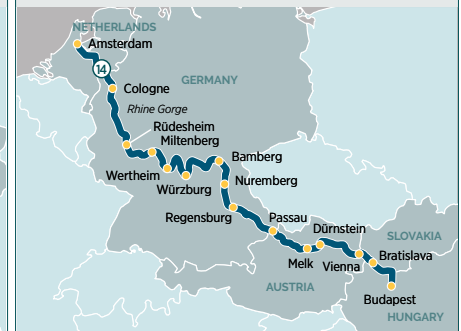 NETHERLANDS
Amsterdam
14
GERMANY
Cologne
Rhine Gorge
Rüdesheim
Miltenberg
Bamberg
Wertheim
Würzburg
Nuremberg
Regensburg
Passau
Dürnstein
SLOVAKIA
Melk
Vienna
Bratislava
AUSTRIA
Budapest
HUNGARY